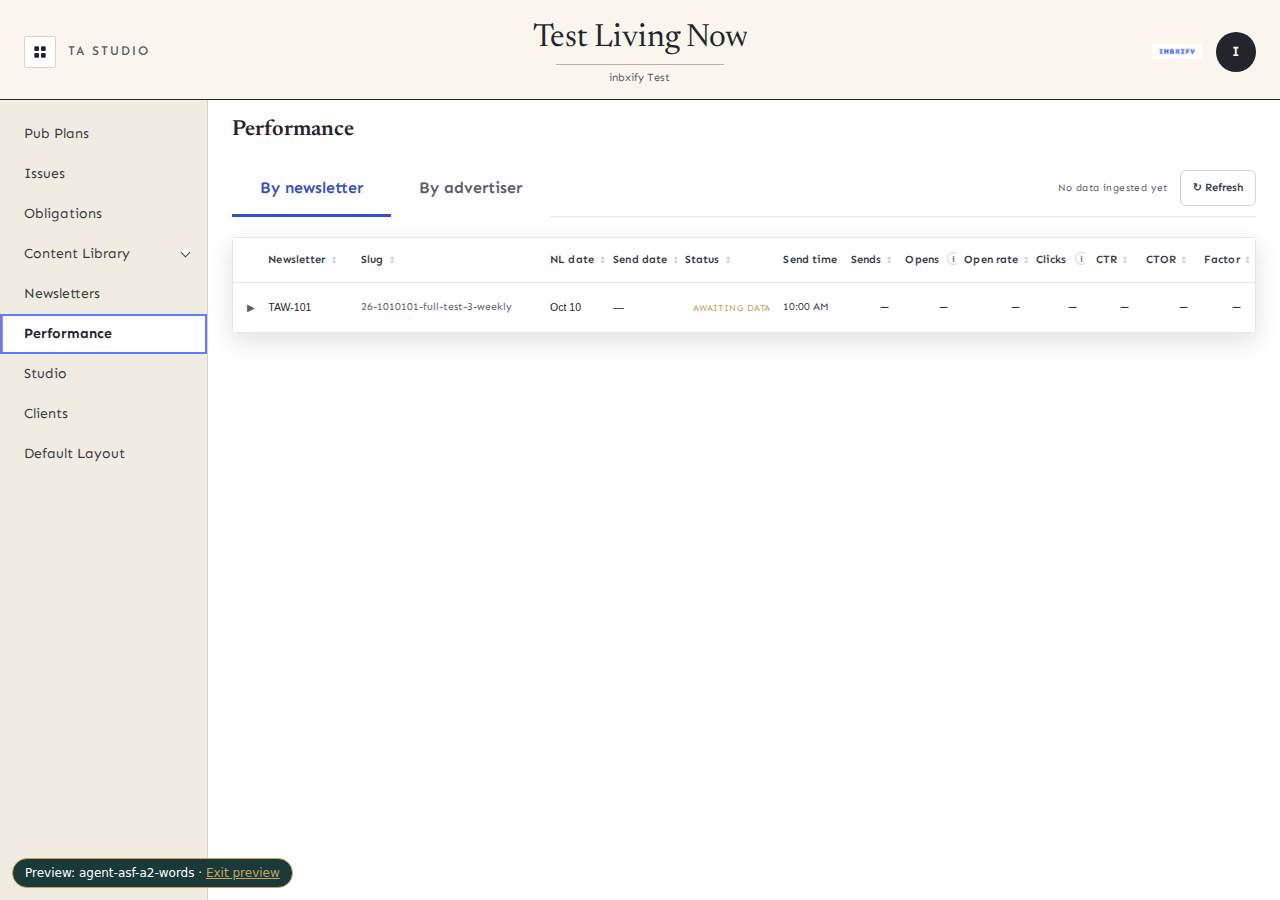 TA STUDIO
Test Living Now
inbxify Test
INBXIFY
I
Pub Plans
Issues
Obligations
Content Library
Newsletters
Performance
Studio
Clients
Default Layout
Performance
By newsletter
By advertiser
No data ingested yet
↻ Refresh
Newsletter ↕ Slug ↕ NL date ↕ Send date ↕ Status ↕ Send time Sends ↕ Opens i Open rate ↕ Clicks i CTR ↕ CTOR ↕ Factor ↕
▶ TAW-101 26-1010101-full-test-3-weekly Oct 10 — AWAITING DATA 10:00 AM — — — — — — —
Preview: agent-asf-a2-words · Exit preview